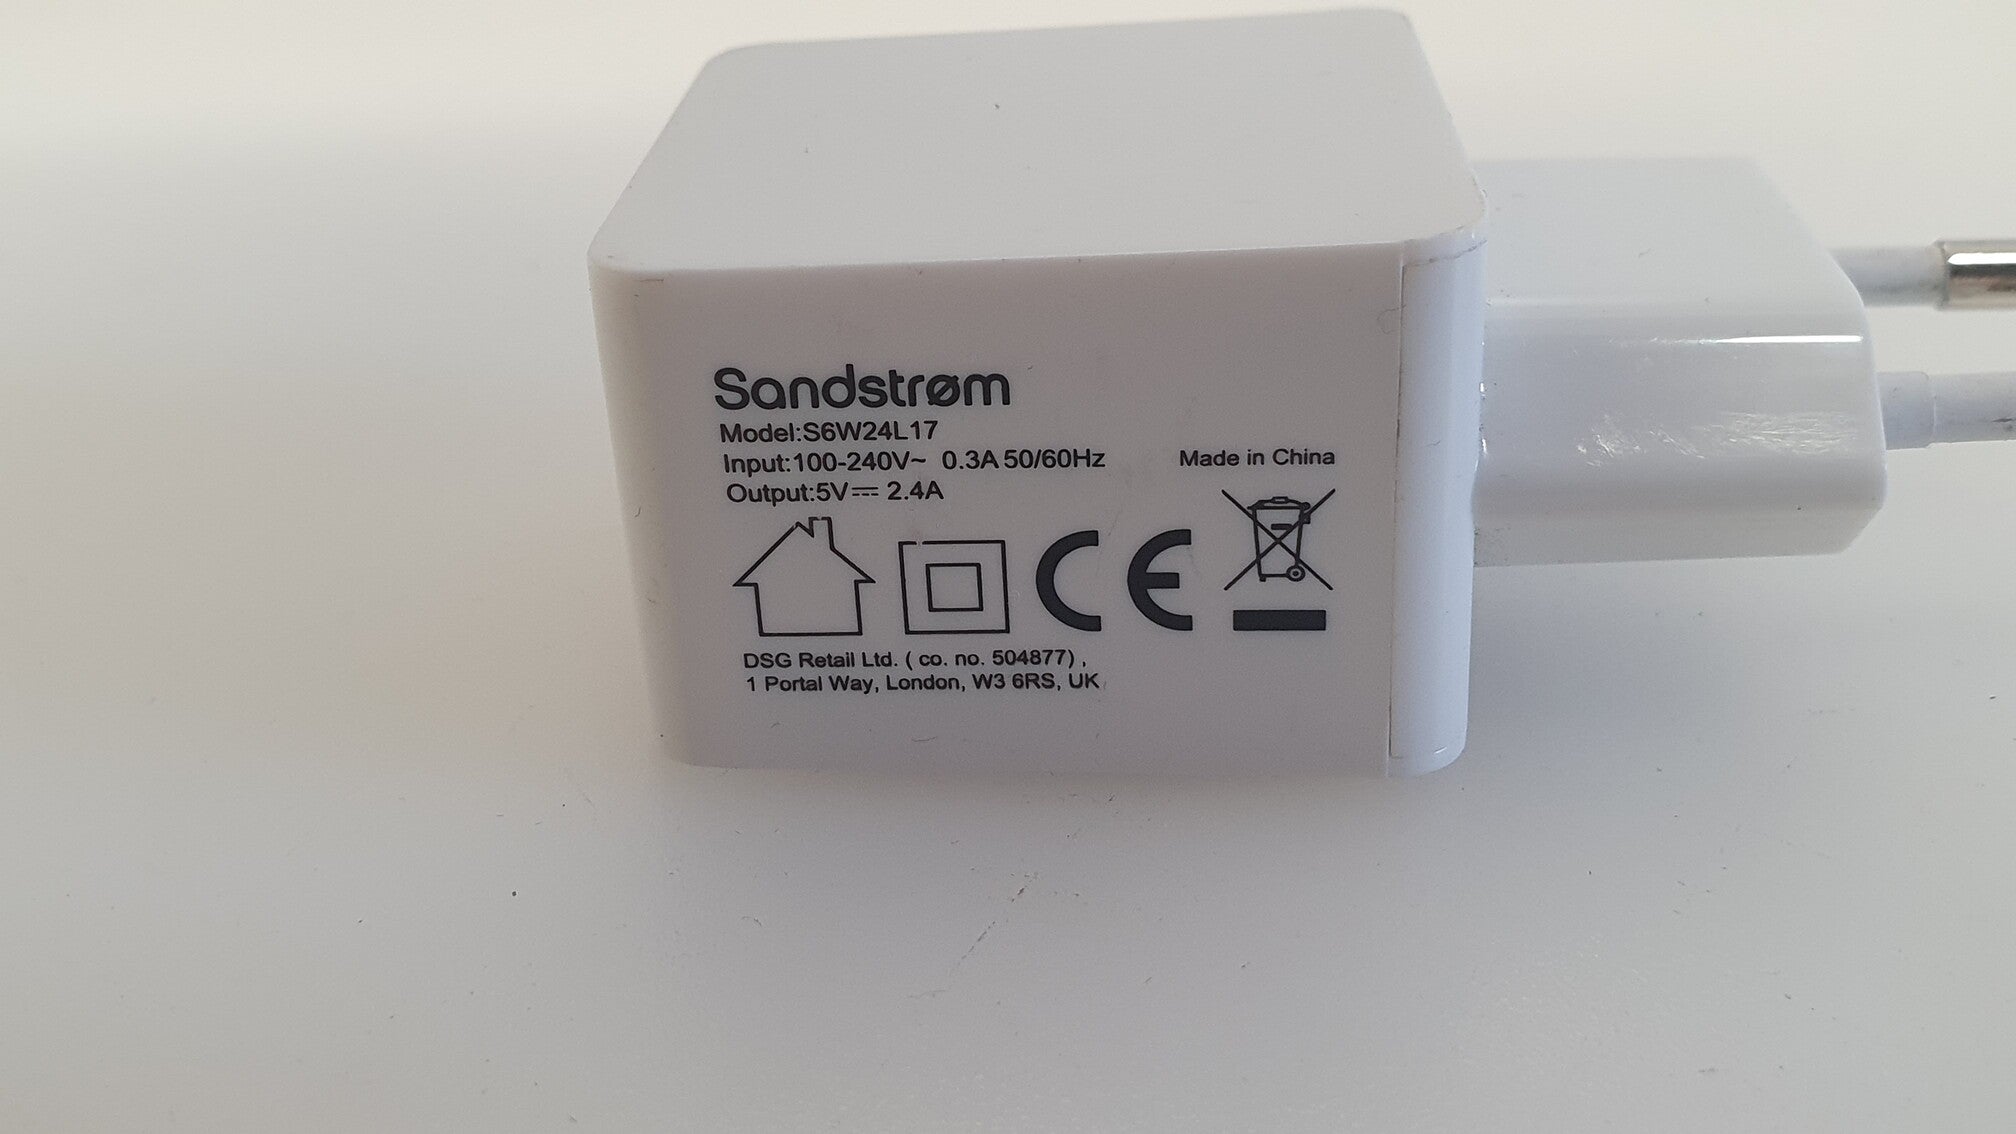 Sandstrøm
Model:S6W24L17
Input:100-240V~ 0.3A 50/60Hz
Output:5V⎓ 2.4A
Made in China
CE
DSG Retail Ltd. ( co. no. 504877) ,
1 Portal Way, London, W3 6RS, UK